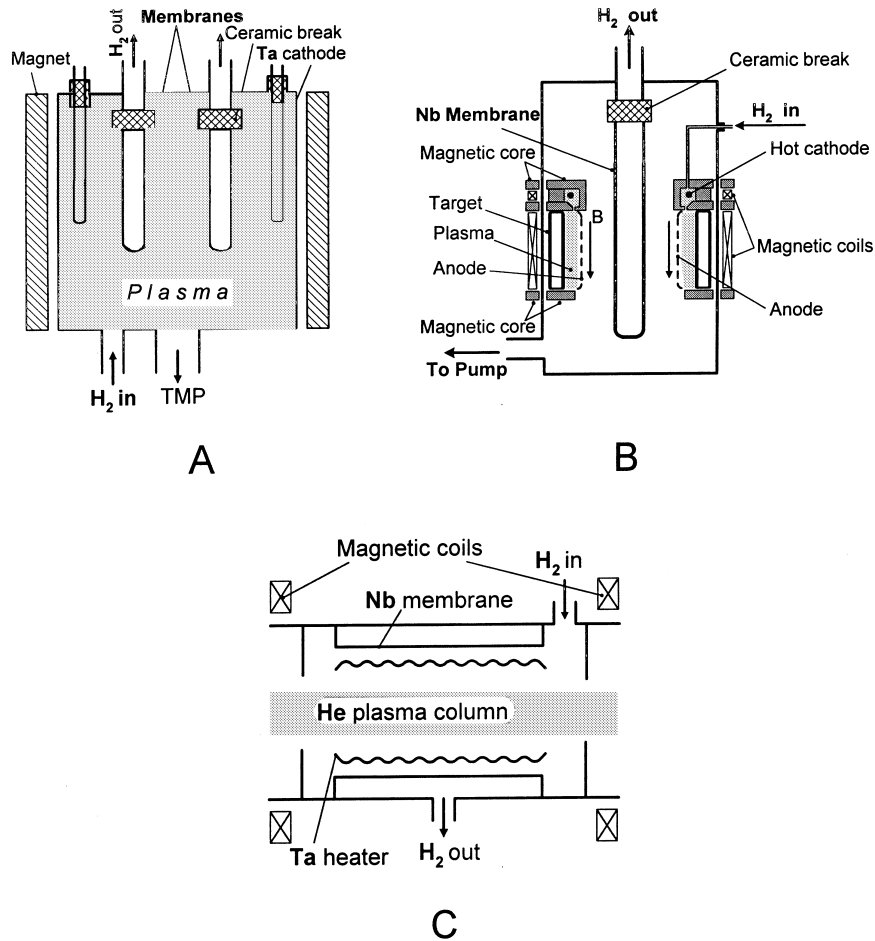 H2 out
Membranes
Ceramic break
Magnet
Ta cathode
Plasma
H2 in
TMP
A
H2 out
Ceramic break
Nb Membrane
H2 in
Magnetic core
Hot cathode
Target
B
Plasma
Magnetic coils
Anode
Anode
Magnetic core
To Pump
B
Magnetic coils
H2 in
Nb membrane
He plasma column
Ta heater
H2 out
C